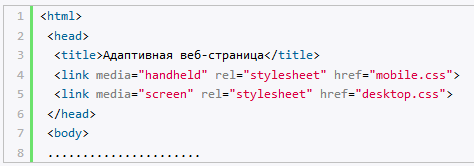 1 <html>
2 <head>
3 <title>Адаптивная веб-страница</title>
4 <link media="handheld" rel="stylesheet" href="mobile.css">
5 <link media="screen" rel="stylesheet" href="desktop.css">
6 </head>
7 <body>
8 ......................